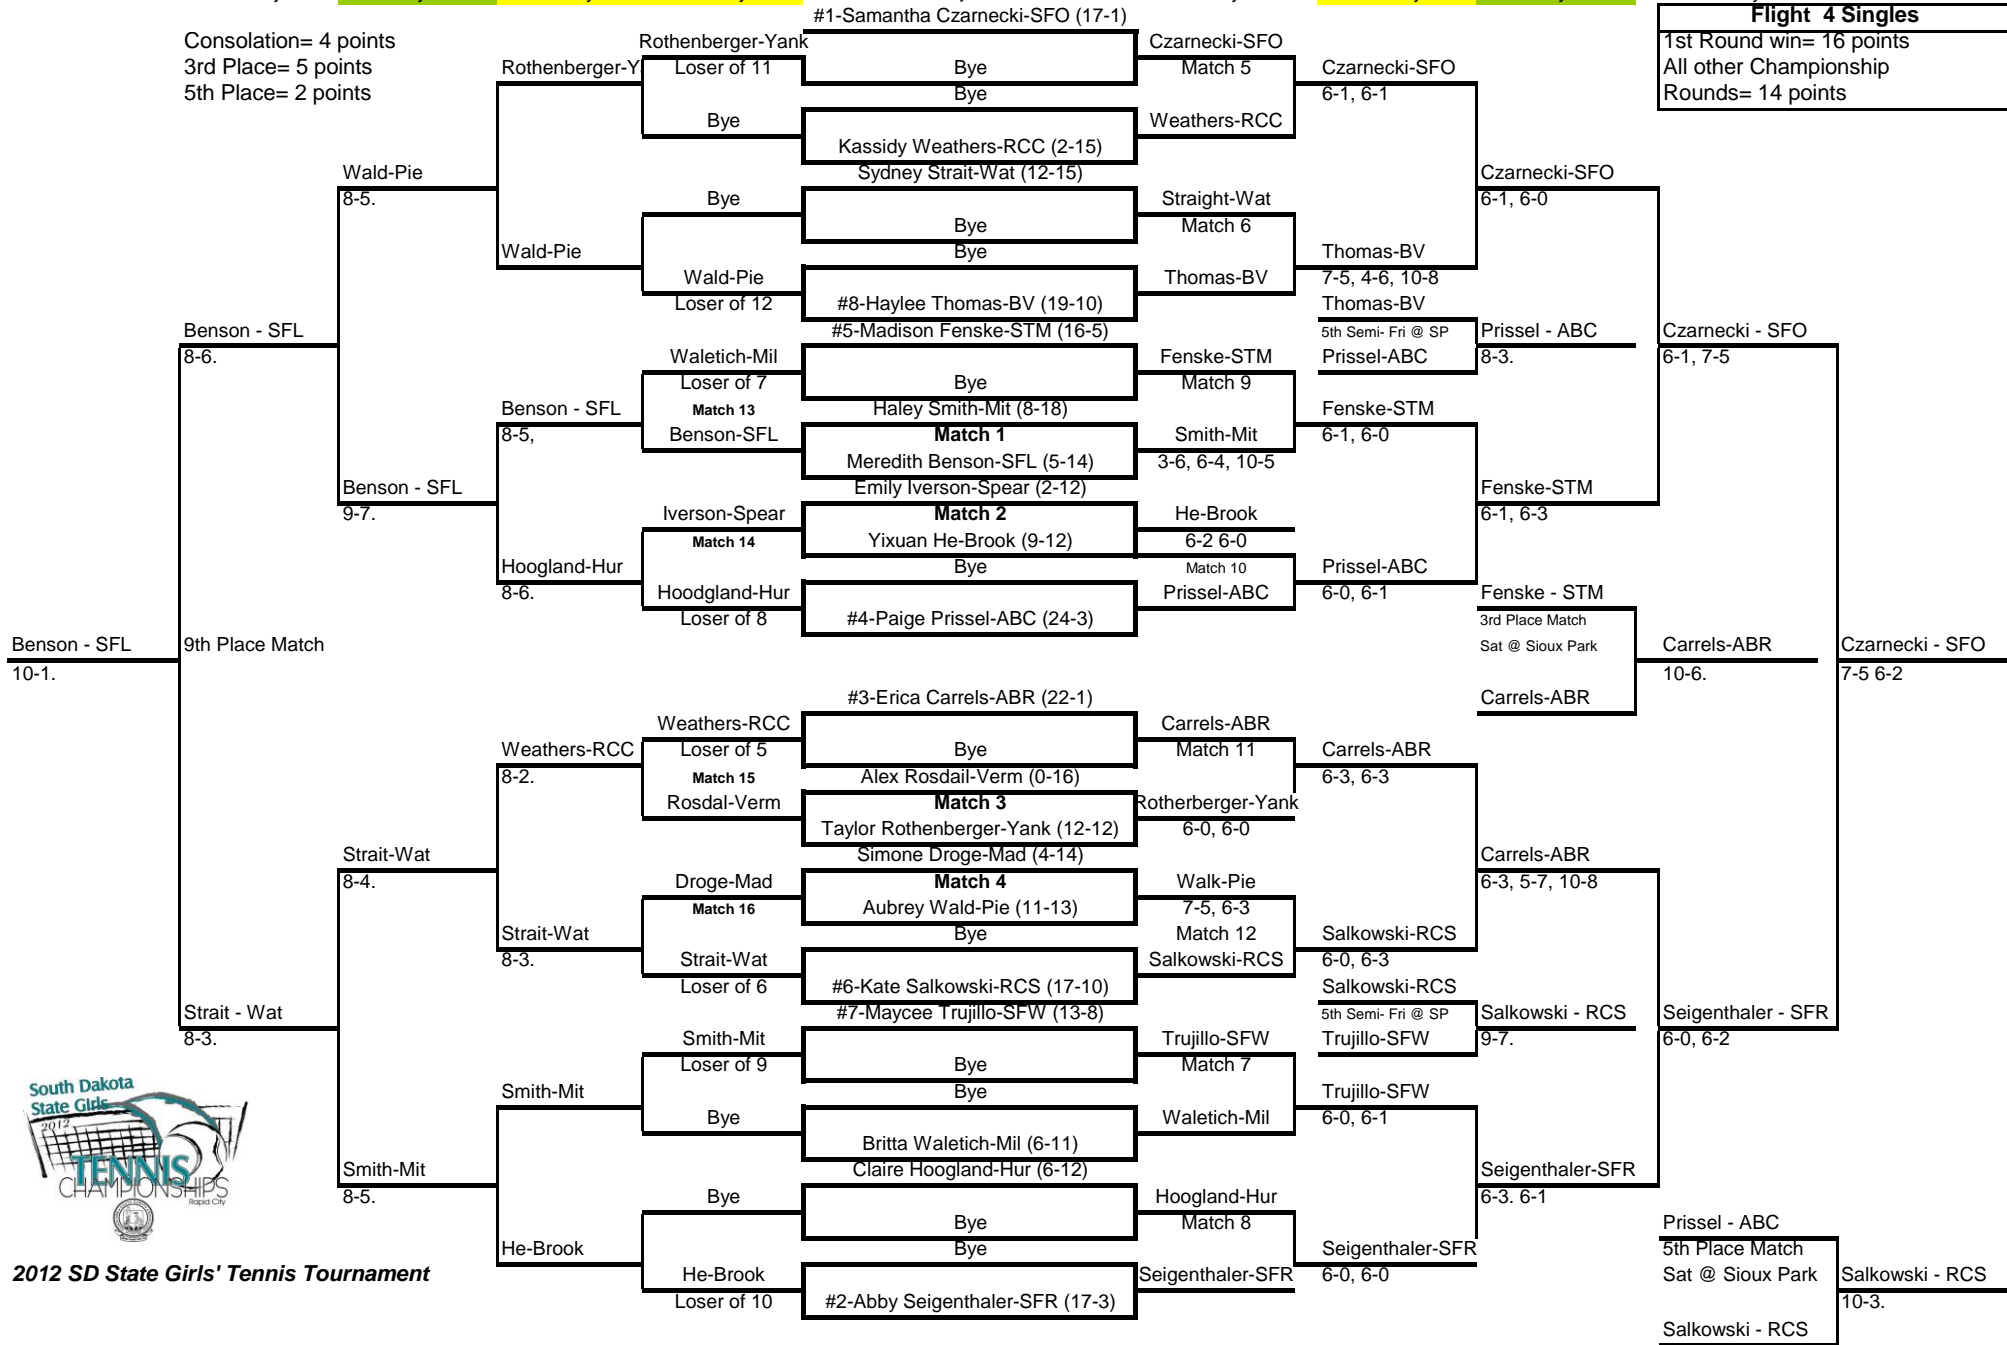 #1-Samantha Czarnecki-SFO (17-1)
Flight 4 Singles
1st Round win= 16 points
All other Championship
Rounds= 14 points
Consolation= 4 points
3rd Place= 5 points
5th Place= 2 points
Rothenberger-Yank
Loser of 11
Bye
Czarnecki-SFO
Match 5
Rothenberger-Y
Czarnecki-SFO
6-1, 6-1
Bye
Bye
Kassidy Weathers-RCC (2-15)
Weathers-RCC
Wald-Pie
8-5.
Sydney Strait-Wat (12-15)
Czarnecki-SFO
6-1, 6-0
Bye
Bye
Straight-Wat
Match 6
Wald-Pie
Bye
Thomas-BV
7-5, 4-6, 10-8
Wald-Pie
Loser of 12
#8-Haylee Thomas-BV (19-10)
Thomas-BV
Thomas-BV
5th Semi- Fri @ SP
Prissel-ABC
Prissel - ABC
8-3.
Benson - SFL
8-6.
#5-Madison Fenske-STM (16-5)
Czarnecki - SFO
6-1, 7-5
Waletich-Mil
Loser of 7
Bye
Fenske-STM
Match 9
Benson - SFL
8-5,
Match 13
Benson-SFL
Haley Smith-Mit (8-18)
Match 1
Meredith Benson-SFL (5-14)
Smith-Mit
3-6, 6-4, 10-5
Fenske-STM
6-1, 6-0
Benson - SFL
9-7.
Emily Iverson-Spear (2-12)
Match 2
Yixuan He-Brook (9-12)
Fenske-STM
6-1, 6-3
Iverson-Spear
Match 14
He-Brook
6-2 6-0
Match 10
Hoogland-Hur
8-6.
Bye
Prissel-ABC
6-0, 6-1
Hoodgland-Hur
Loser of 8
#4-Paige Prissel-ABC (24-3)
Prissel-ABC
Fenske - STM
3rd Place Match
Sat @ Sioux Park
Carrels-ABR
Carrels-ABR
10-6.
Benson - SFL
10-1.
9th Place Match
Czarnecki - SFO
7-5 6-2
#3-Erica Carrels-ABR (22-1)
Weathers-RCC
Loser of 5
Bye
Carrels-ABR
Match 11
Weathers-RCC
8-2.
Match 15
Rosdal-Verm
Alex Rosdail-Verm (0-16)
Match 3
Taylor Rothenberger-Yank (12-12)
Rotherberger-Yank
6-0, 6-0
Carrels-ABR
6-3, 6-3
Strait-Wat
8-4.
Simone Droge-Mad (4-14)
Match 4
Aubrey Wald-Pie (11-13)
Carrels-ABR
6-3, 5-7, 10-8
Droge-Mad
Match 16
Walk-Pie
7-5, 6-3
Match 12
Strait-Wat
8-3.
Bye
Salkowski-RCS
6-0, 6-3
Strait-Wat
Loser of 6
#6-Kate Salkowski-RCS (17-10)
Salkowski-RCS
Salkowski-RCS
5th Semi- Fri @ SP
Trujillo-SFW
Salkowski - RCS
9-7.
Strait - Wat
8-3.
#7-Maycee Trujillo-SFW (13-8)
Seigenthaler - SFR
6-0, 6-2
Smith-Mit
Loser of 9
Bye
Trujillo-SFW
Match 7
Smith-Mit
Bye
Trujillo-SFW
6-0, 6-1
Bye
Britta Waletich-Mil (6-11)
Waletich-Mil
Smith-Mit
8-5.
Claire Hoogland-Hur (6-12)
Seigenthaler-SFR
6-3. 6-1
Bye
Bye
Hoogland-Hur
Match 8
He-Brook
Bye
Seigenthaler-SFR
6-0, 6-0
He-Brook
Loser of 10
#2-Abby Seigenthaler-SFR (17-3)
Seigenthaler-SFR
Prissel - ABC
5th Place Match
Sat @ Sioux Park
Salkowski - RCS
Salkowski - RCS
10-3.
South Dakota
State Girls
2012
TENNIS
CHAMPIONSHIPS
Rapid City
2012 SD State Girls' Tennis Tournament